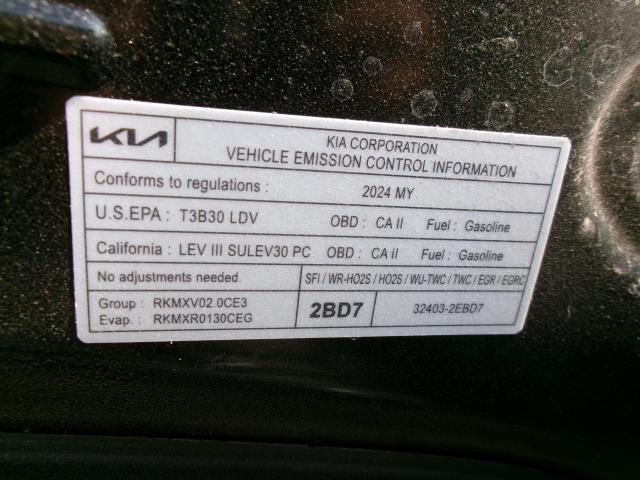 KIA
KIA CORPORATION
VEHICLE EMISSION CONTROL INFORMATION
Conforms to regulations : 2024 MY
U.S.EPA : T3B30 LDV OBD : CA II Fuel : Gasoline
California : LEV III SULEV30 PC OBD : CA II Fuel : Gasoline
No adjustments needed. SFI / WR-HO2S / HO2S / WU-TWC / TWC / EGR / EGRC
Group : RKMXV02.0CE3
Evap. : RKMXR0130CEG
2BD7 32403-2EBD7